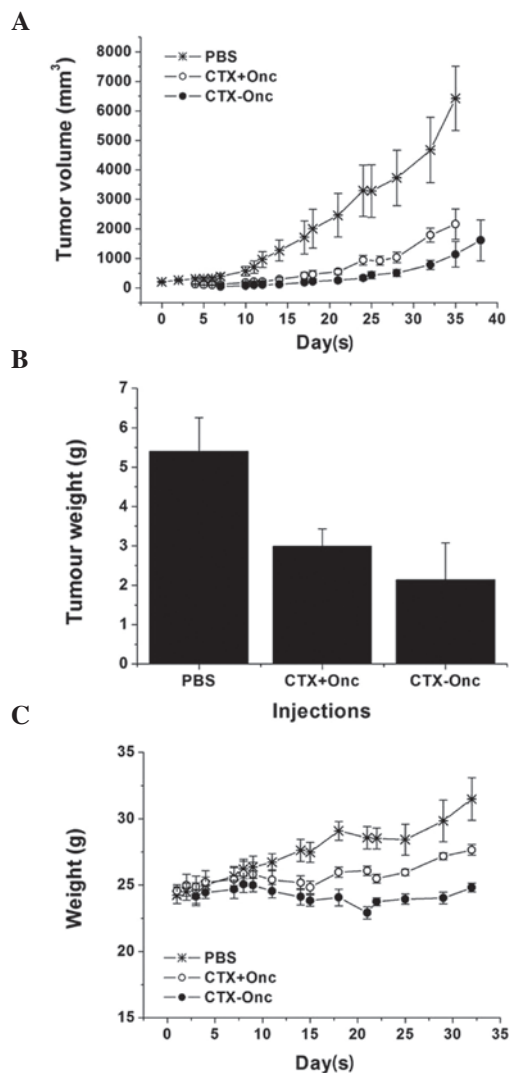 A
Tumor volume (mm³)
8000
7000
6000
5000
4000
3000
2000
1000
0
PBS
CTX+Onc
CTX-Onc
0 5 10 15 20 25 30 35 40
Day(s)
B
Tumour weight (g)
7
6
5
4
3
2
1
0
PBS CTX+Onc CTX-Onc
Injections
C
Weight (g)
35
30
25
20
15
PBS
CTX+Onc
CTX-Onc
0 5 10 15 20 25 30 35
Day(s)